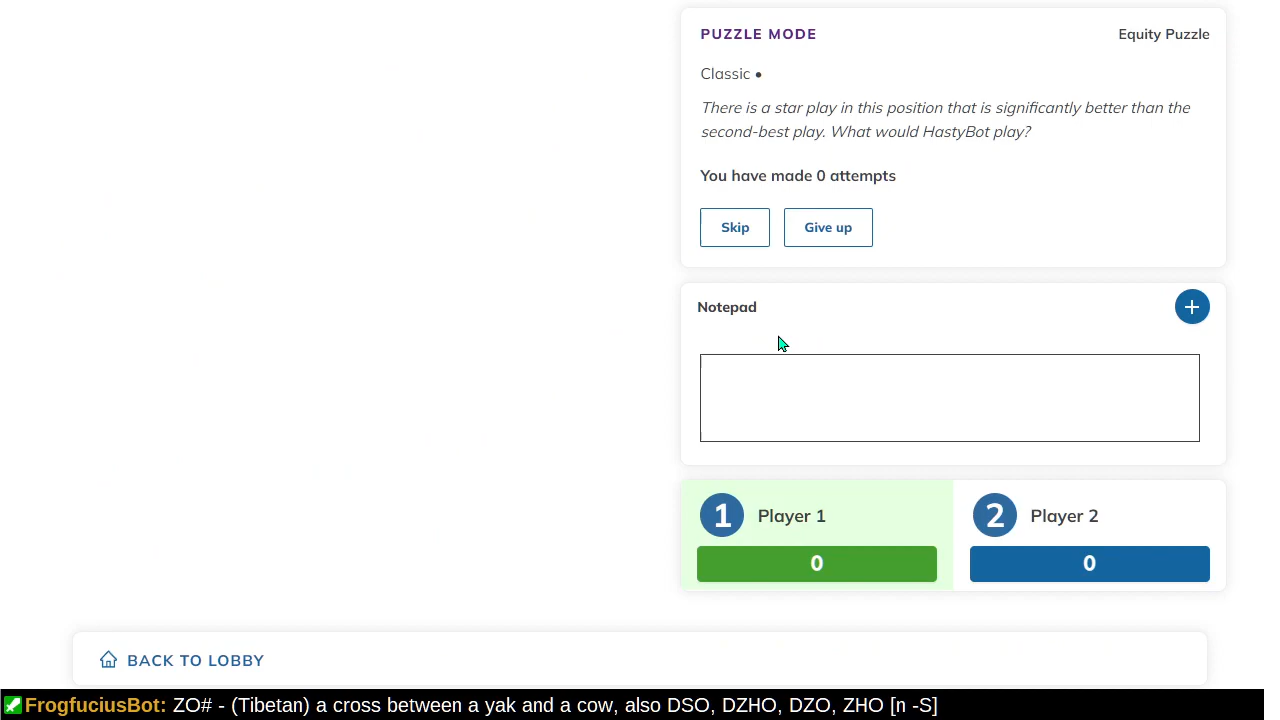 PUZZLE MODE
Equity Puzzle
Classic •
There is a star play in this position that is significantly better than the
second-best play. What would HastyBot play?
You have made 0 attempts
Skip
Give up
Notepad
1 Player 1
2 Player 2
0
0
BACK TO LOBBY
FrogfuciusBot: ZO# - (Tibetan) a cross between a yak and a cow, also DSO, DZHO, DZO, ZHO [n -S]